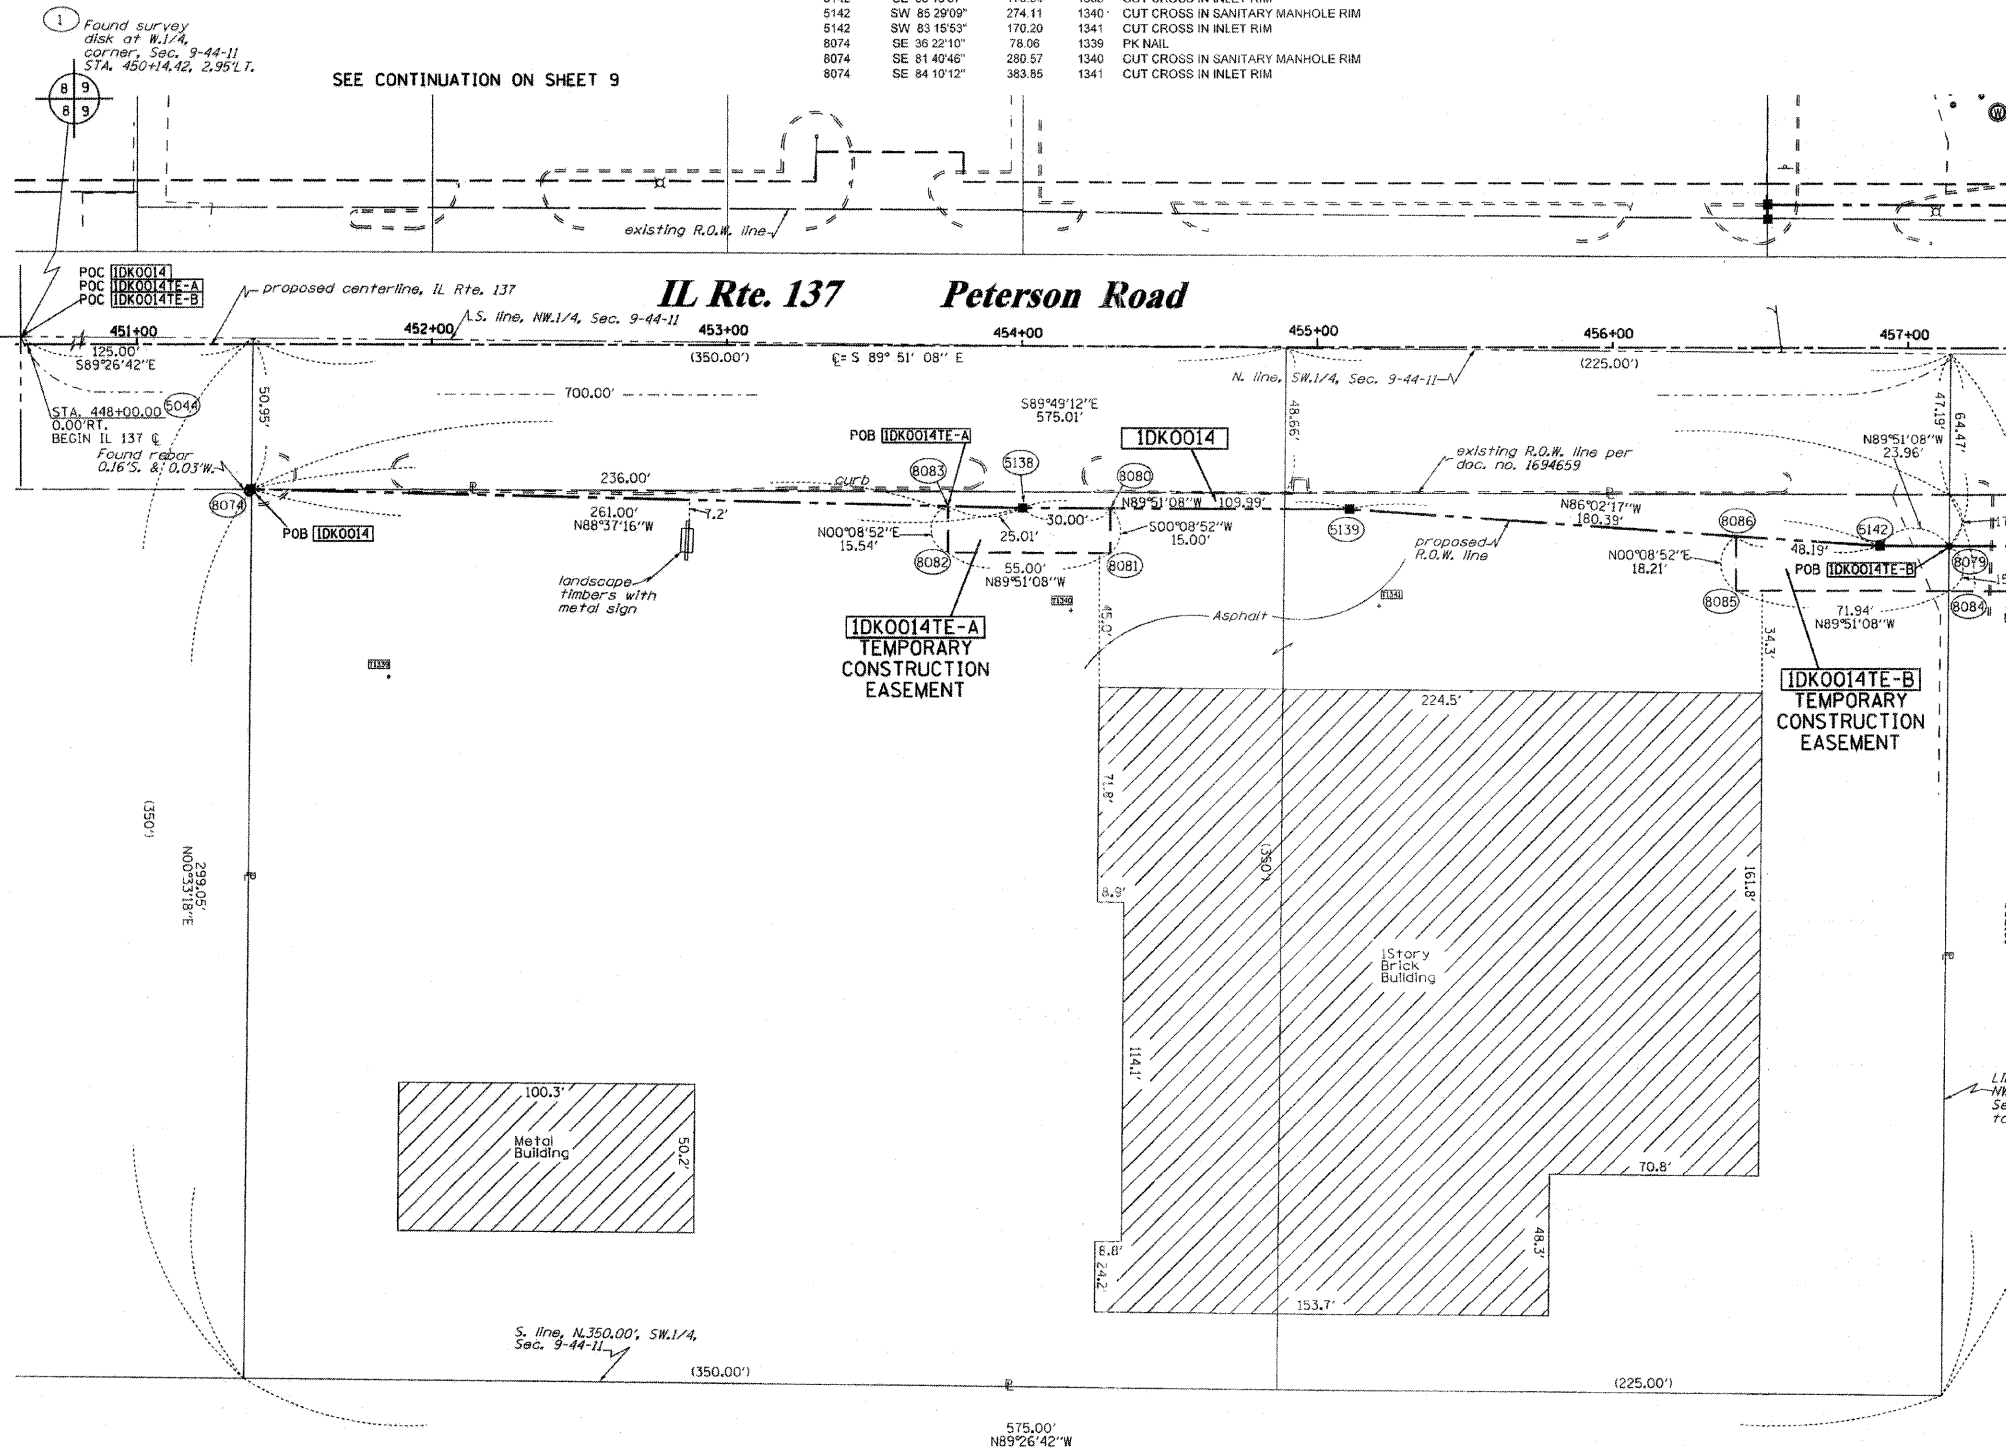 1
Found survey
disk at W.1/4,
corner, Sec. 9-44-11
STA. 450+14.42, 2.95'LT.
8 9
8 9
SEE CONTINUATION ON SHEET 9
5142 SW 85 29'09" 274.11 1340 CUT CROSS IN SANITARY MANHOLE RIM
5142 SW 83 15'53" 170.20 1341 CUT CROSS IN INLET RIM
8074 SE 36 22'10" 78.06 1339 PK NAIL
8074 SE 81 40'46" 280.57 1340 CUT CROSS IN SANITARY MANHOLE RIM
8074 SE 84 10'12" 383.85 1341 CUT CROSS IN INLET RIM
W
existing R.O.W. line
POC 1DK0014
POC 1DK0014TE-A
POC 1DK0014TE-B
proposed centerline, IL Rte. 137
IL Rte. 137 Peterson Road
S. line, NW.1/4, Sec. 9-44-11
451+00 452+00 453+00 454+00 455+00 456+00 457+00
125.00'
S89°26'42"E
(350.00')
℄= S 89° 51' 08" E
N. line, SW.1/4, Sec. 9-44-11
(225.00')
700.00'
STA. 448+00.00
0.00'RT.
BEGIN IL 137 ℄
5044
50.95'
Found rebar
0.16'S. & 0.03'W.
8074
POB 1DK0014
S89°49'12"E
575.01'
POB 1DK0014TE-A
1DK0014
48.66'
existing R.O.W. line per
doc. no. 1694659
47.19'
64.47'
N89°51'08"W
23.96'
236.00'
curb
8083
5138
8080
261.00'
N88°37'16"W
7.2'
N00°08'52"E
15.54'
25.01'
30.00'
N89°51'08"W 109.99'
S00°08'52"W
15.00'
5139
N86°02'17"W
180.39'
proposed
R.O.W. line
8086
5142
48.19'
N00°08'52"E
18.21'
POB 1DK0014TE-B
8079
8082
55.00'
N89°51'08"W
8081
8085
71.94'
N89°51'08"W
8084
landscape
timbers with
metal sign
T1339
T1340
T1341
Asphalt
45.0'
34.3'
1DK0014TE-A
TEMPORARY
CONSTRUCTION
EASEMENT
1DK0014TE-B
TEMPORARY
CONSTRUCTION
EASEMENT
224.5'
71.8'
8.9'
(350')
299.05'
N00°33'18"E
(350')
161.8'
1Story
Brick
Building
114.1'
100.3'
Metal
Building
50.2'
70.8'
48.3'
8.8'
24.2'
153.7'
S. line, N.350.00', SW.1/4,
Sec. 9-44-11
(350.00')
(225.00')
575.00'
N89°26'42"W